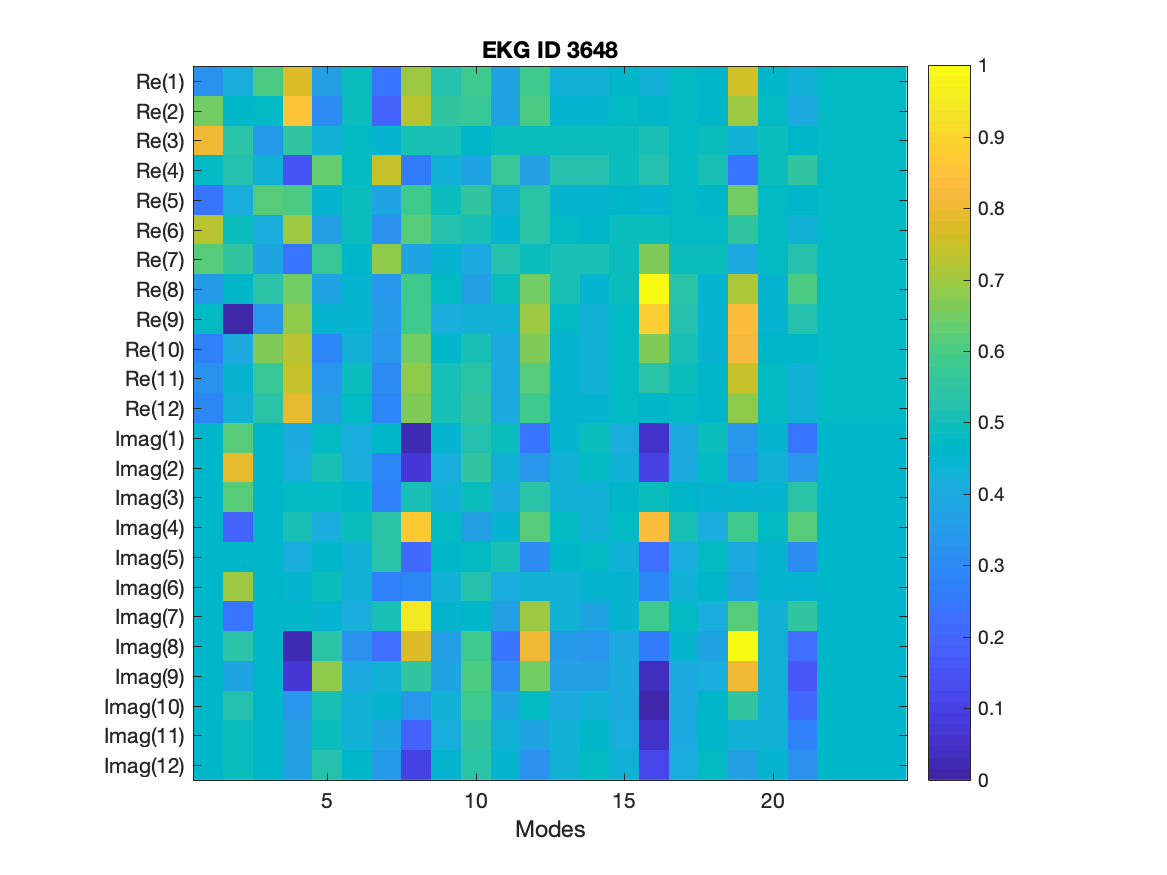 EKG ID 3648
Re(1)
Re(2)
Re(3)
Re(4)
Re(5)
Re(6)
Re(7)
Re(8)
Re(9)
Re(10)
Re(11)
Re(12)
Imag(1)
Imag(2)
Imag(3)
Imag(4)
Imag(5)
Imag(6)
Imag(7)
Imag(8)
Imag(9)
Imag(10)
Imag(11)
Imag(12)
5 10 15 20
Modes
1
0.9
0.8
0.7
0.6
0.5
0.4
0.3
0.2
0.1
0